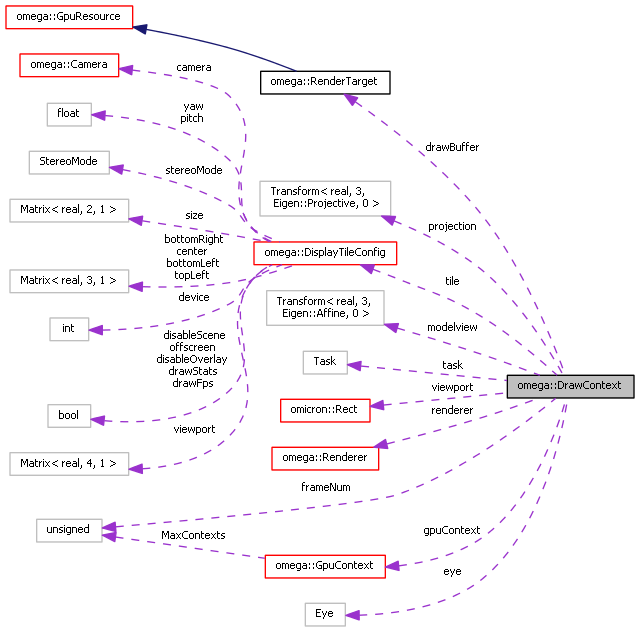 omega::GpuResource
omega::Camera
camera
omega::RenderTarget
float
yaw
pitch
drawBuffer
StereoMode
stereoMode
Transform< real, 3,
Eigen::Projective, 0 >
Matrix< real, 2, 1 >
size
projection
bottomRight
center
bottomLeft
topLeft
omega::DisplayTileConfig
Matrix< real, 3, 1 >
tile
device
Transform< real, 3,
Eigen::Affine, 0 >
int
modelview
disableScene
offscreen
disableOverlay
drawStats
drawFps
Task
task
omega::DrawContext
viewport
bool
omicron::Rect
renderer
viewport
Matrix< real, 4, 1 >
omega::Renderer
frameNum
unsigned
MaxContexts
gpuContext
omega::GpuContext
eye
Eye